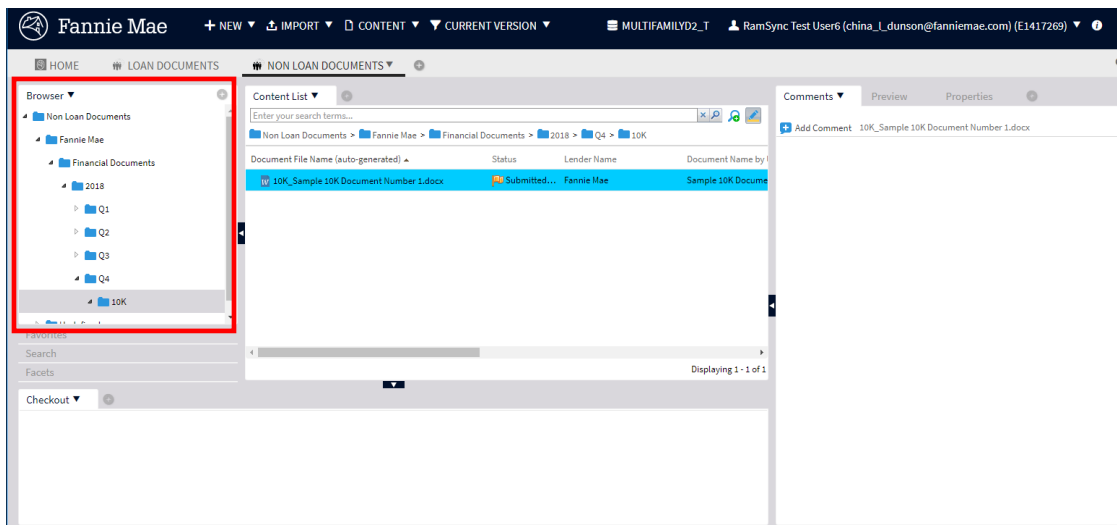 Fannie Mae
NEW IMPORT CONTENT CURRENT VERSION MULTIFAMILYD2_T RamSync Test User6 (china_l_dunson@fanniemae.com) (E1417269)
HOME LOAN DOCUMENTS NON LOAN DOCUMENTS
Browser
Non Loan Documents
Fannie Mae
Financial Documents
2018
Q1
Q2
Q3
Q4
10K
Favorites
Search
Facets
Checkout
Content List
Enter your search terms...
Non Loan Documents > Fannie Mae > Financial Documents > 2018 > Q4 > 10K
Document File Name (auto-generated) Status Lender Name Document Name by
10K_Sample 10K Document Number 1.docx Submitted... Fannie Mae Sample 10K Docume
Displaying 1 - 1 of 1
Comments Preview Properties
Add Comment 10K_Sample 10K Document Number 1.docx